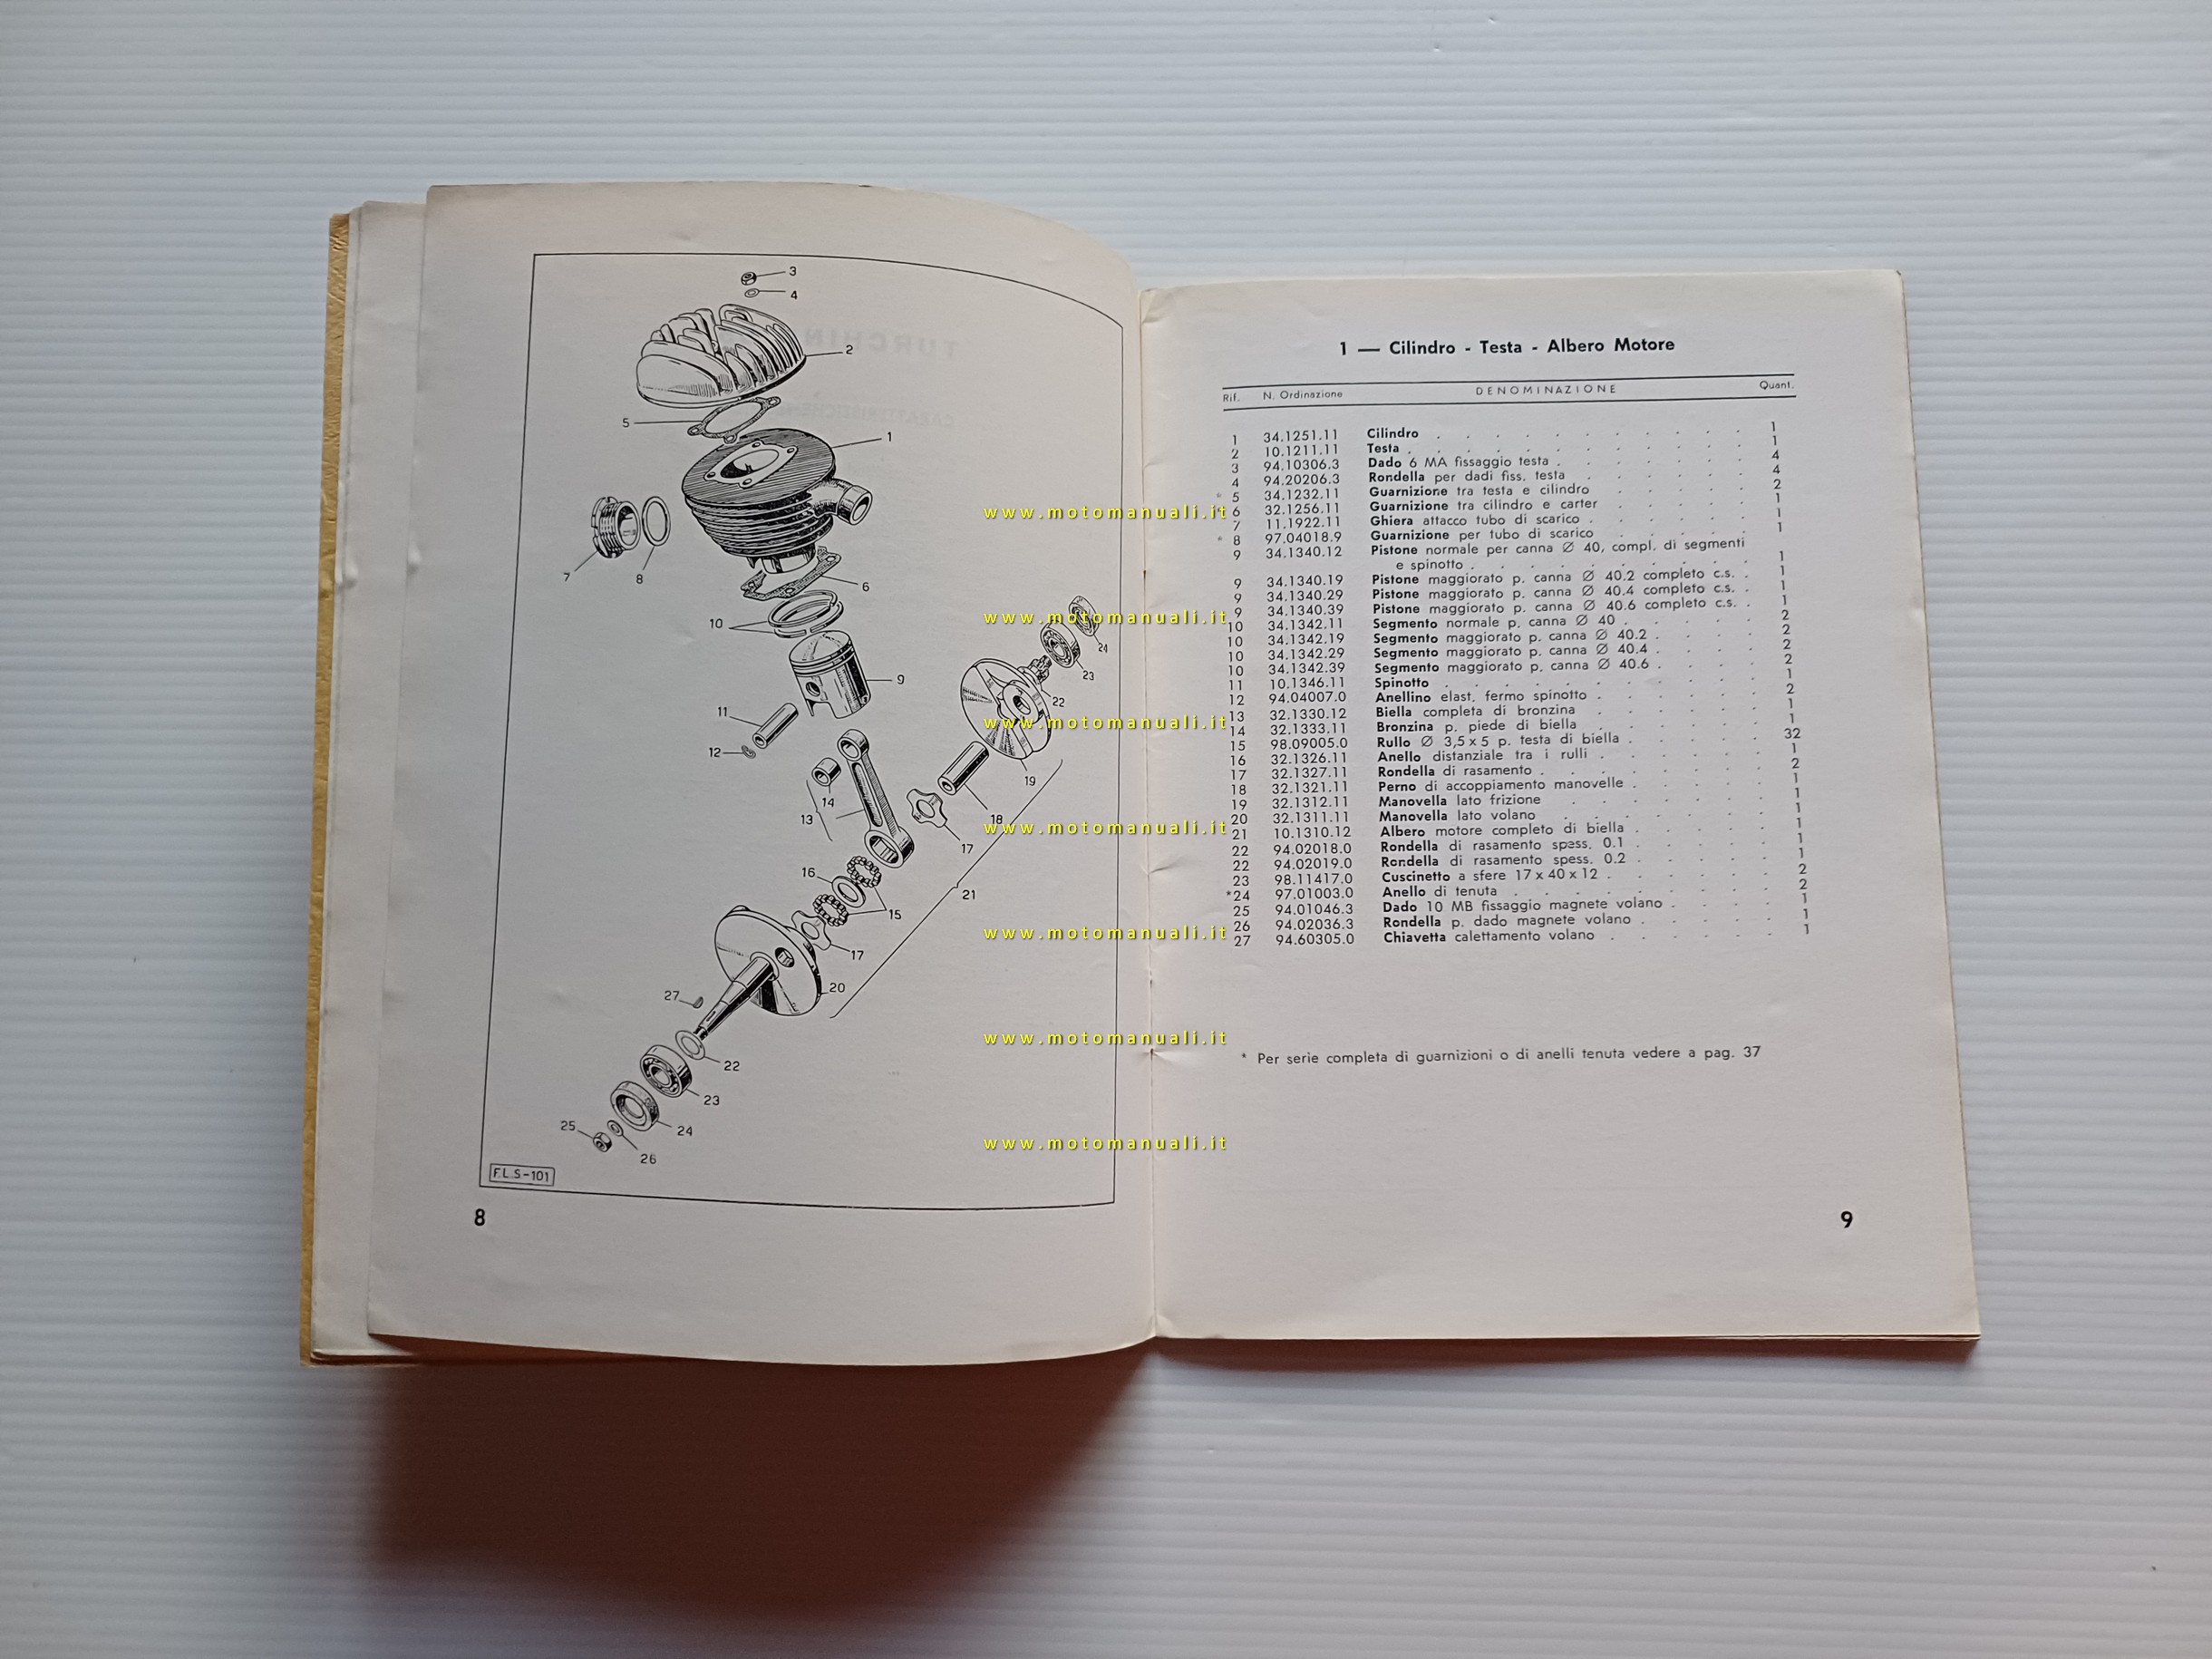 3
4
2
5
1
7
8
6
10
9
11
12
24
23
22
19
14
13
18
17
16
21
15
17
20
27
22
23
24
25
26
F.L.S-101
8
1 — Cilindro - Testa - Albero Motore
Rif. N. Ordinazione DENOMINAZIONE Quant.
1 34.1251.11 Cilindro . . . . . . . . . . . 1
2 10.1211.11 Testa . . . . . . . . . . . . 1
3 94.10306.3 Dado 6 MA fissaggio testa . . . . . . . 4
4 94.20206.3 Rondella per dadi fiss. testa . . . . . . 4
* 5 34.1232.11 Guarnizione tra testa e cilindro . . . . . 2
* 6 32.1256.11 Guarnizione tra cilindro e carter . . . . . 1
7 11.1922.11 Ghiera attacco tubo di scarico . . . . . . 1
* 8 97.04018.9 Guarnizione per tubo di scarico . . . . . 1
9 34.1340.12 Pistone normale per canna Ø 40, compl. di segmenti
e spinotto . . . . . . . . . . 1
9 34.1340.19 Pistone maggiorato p. canna Ø 40.2 completo c.s. . 1
9 34.1340.29 Pistone maggiorato p. canna Ø 40.4 completo c.s. . 1
9 34.1340.39 Pistone maggiorato p. canna Ø 40.6 completo c.s. . 1
10 34.1342.11 Segmento normale p. canna Ø 40 . . . . . 2
10 34.1342.19 Segmento maggiorato p. canna Ø 40.2 . . . . 2
10 34.1342.29 Segmento maggiorato p. canna Ø 40.4 . . . . 2
10 34.1342.39 Segmento maggiorato p. canna Ø 40.6 . . . . 2
11 10.1346.11 Spinotto . . . . . . . . . . . 1
12 94.04007.0 Anellino elast. fermo spinotto . . . . . . 2
13 32.1330.12 Biella completa di bronzina . . . . . . 1
14 32.1333.11 Bronzina p. piede di biella . . . . . . 1
15 98.09005.0 Rullo Ø 3,5 x 5 p. testa di biella . . . . . 32
16 32.1326.11 Anello distanziale tra i rulli . . . . . . 1
17 32.1327.11 Rondella di rasamento . . . . . . . . 2
18 32.1321.11 Perno di accoppiamento manovelle . . . . . 1
19 32.1312.11 Manovella lato frizione . . . . . . . 1
20 32.1311.11 Manovella lato volano . . . . . . . . 1
21 10.1310.12 Albero motore completo di biella . . . . . 1
22 94.02018.0 Rondella di rasamento spess. 0.1 . . . . . 1
22 94.02019.0 Rondella di rasamento spess. 0.2 . . . . . 1
23 98.11417.0 Cuscinetto a sfere 17 x 40 x 12 . . . . . . 2
*24 97.01003.0 Anello di tenuta . . . . . . . . . 2
25 94.01046.3 Dado 10 MB fissaggio magnete volano . . . . 1
26 94.02036.3 Rondella p. dado magnete volano . . . . . 1
27 94.60305.0 Chiavetta calettamento volano . . . . . . 1
* Per serie completa di guarnizioni o di anelli tenuta vedere a pag. 37
9
www.motomanuali.it
www.motomanuali.it
www.motomanuali.it
www.motomanuali.it
www.motomanuali.it
www.motomanuali.it
www.motomanuali.it